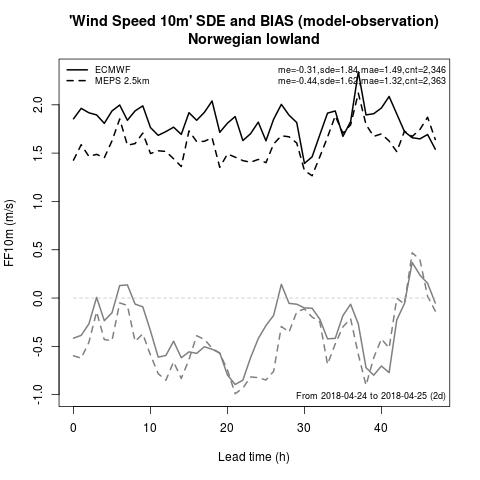 'Wind Speed 10m' SDE and BIAS (model-observation)
Norwegian lowland
ECMWF
me=-0.31,sde=1.84,mae=1.49,cnt=2,346
MEPS 2.5km
me=-0.44,sde=1.62,mae=1.32,cnt=2,363
FF10m (m/s)
2.0
1.5
1.0
0.5
0.0
-0.5
-1.0
From 2018-04-24 to 2018-04-25 (2d)
0 10 20 30 40
Lead time (h)